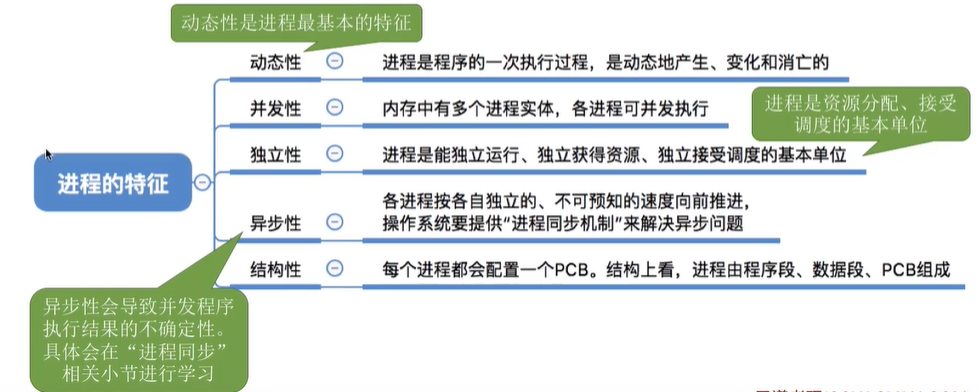 动态性是进程最基本的特征
动态性
进程是程序的一次执行过程，是动态地产生、变化和消亡的
并发性
内存中有多个进程实体，各进程可并发执行
进程是资源分配、接受
调度的基本单位
独立性
进程是能独立运行、独立获得资源、独立接受调度的基本单位
进程的特征
异步性
各进程按各自独立的、不可预知的速度向前推进，
操作系统要提供“进程同步机制”来解决异步问题
结构性
每个进程都会配置一个PCB。结构上看，进程由程序段、数据段、PCB组成
异步性会导致并发程序
执行结果的不确定性。
具体会在“进程同步”
相关小节进行学习